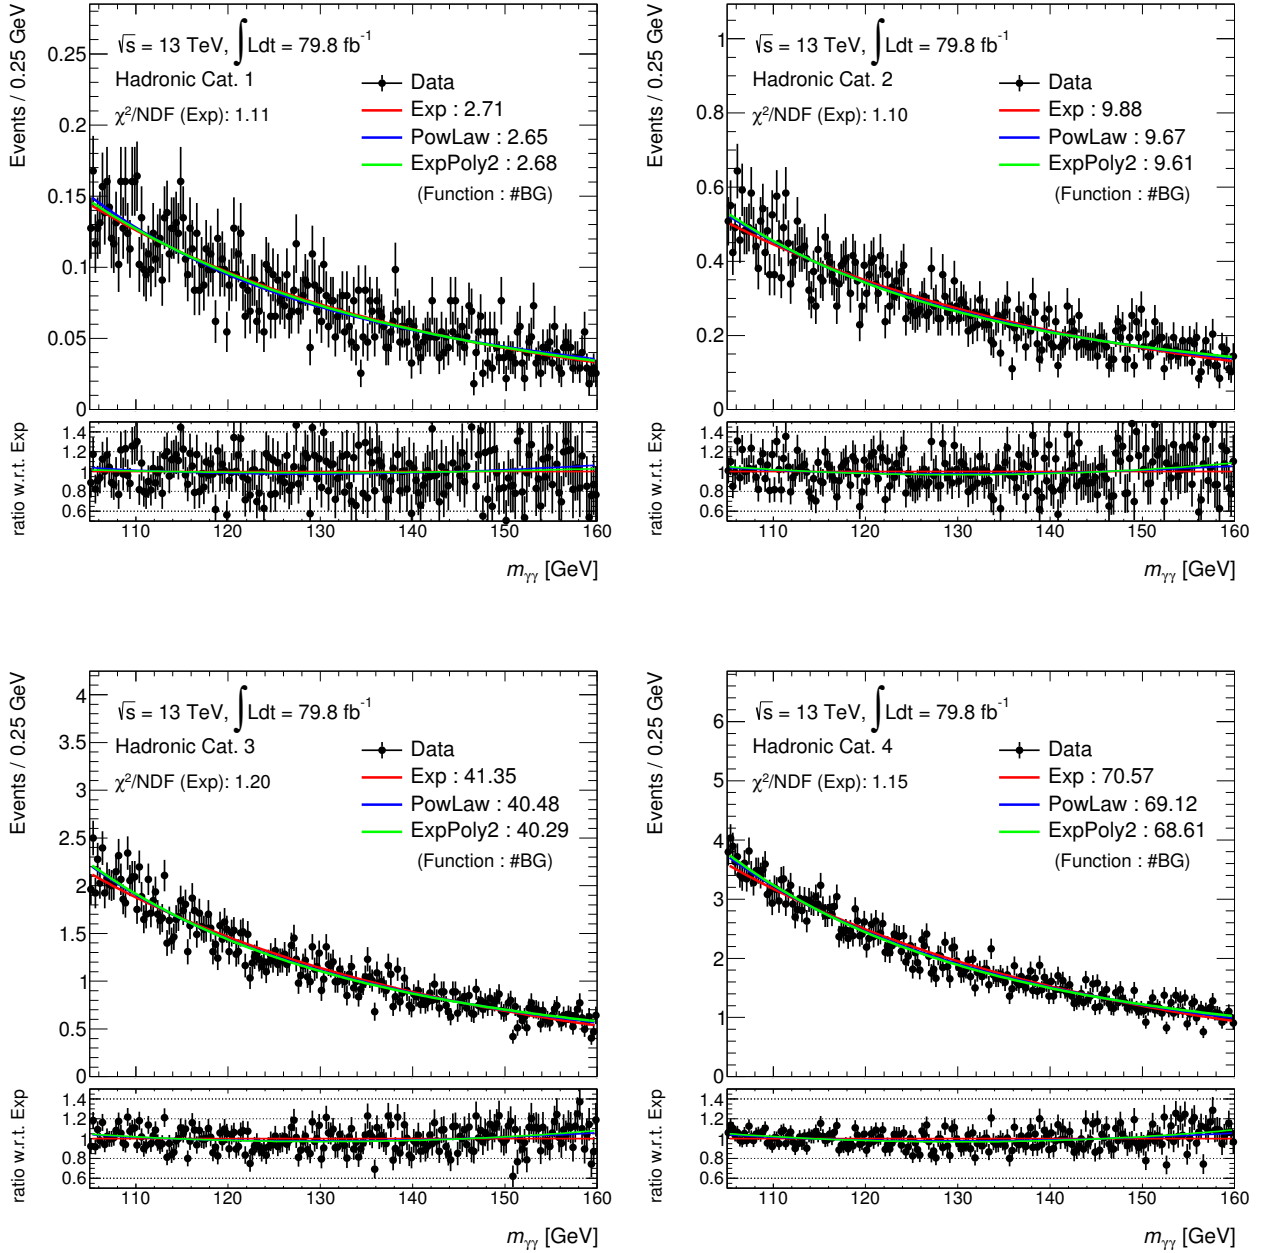 Events / 0.25 GeV
√s = 13 TeV, ∫Ldt = 79.8 fb⁻¹
Hadronic Cat. 1
χ²/NDF (Exp): 1.11
Data
Exp : 2.71
PowLaw : 2.65
ExpPoly2 : 2.68
(Function : #BG)
0.25
0.2
0.15
0.1
0.05
0
ratio w.r.t. Exp
1.4
1.2
1
0.8
0.6
110 120 130 140 150 160
m_γγ [GeV]
Events / 0.25 GeV
√s = 13 TeV, ∫Ldt = 79.8 fb⁻¹
Hadronic Cat. 2
χ²/NDF (Exp): 1.10
Data
Exp : 9.88
PowLaw : 9.67
ExpPoly2 : 9.61
(Function : #BG)
1
0.8
0.6
0.4
0.2
0
ratio w.r.t. Exp
1.4
1.2
1
0.8
0.6
110 120 130 140 150 160
m_γγ [GeV]
Events / 0.25 GeV
√s = 13 TeV, ∫Ldt = 79.8 fb⁻¹
Hadronic Cat. 3
χ²/NDF (Exp): 1.20
Data
Exp : 41.35
PowLaw : 40.48
ExpPoly2 : 40.29
(Function : #BG)
4
3.5
3
2.5
2
1.5
1
0.5
0
ratio w.r.t. Exp
1.4
1.2
1
0.8
0.6
110 120 130 140 150 160
m_γγ [GeV]
Events / 0.25 GeV
√s = 13 TeV, ∫Ldt = 79.8 fb⁻¹
Hadronic Cat. 4
χ²/NDF (Exp): 1.15
Data
Exp : 70.57
PowLaw : 69.12
ExpPoly2 : 68.61
(Function : #BG)
6
5
4
3
2
1
0
ratio w.r.t. Exp
1.4
1.2
1
0.8
0.6
110 120 130 140 150 160
m_γγ [GeV]